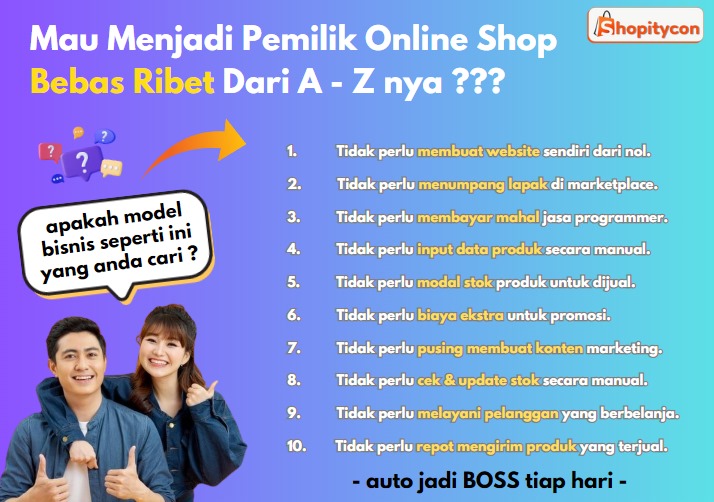 Mau Menjadi Pemilik Online Shop
Bebas Ribet Dari A - Z nya ???
Shopitycon
apakah model
bisnis seperti ini
yang anda cari ?
1. Tidak perlu membuat website sendiri dari nol.
2. Tidak perlu menumpang lapak di marketplace.
3. Tidak perlu membayar mahal jasa programmer.
4. Tidak perlu input data produk secara manual.
5. Tidak perlu modal stok produk untuk dijual.
6. Tidak perlu biaya ekstra untuk promosi.
7. Tidak perlu pusing membuat konten marketing.
8. Tidak perlu cek & update stok secara manual.
9. Tidak perlu melayani pelanggan yang berbelanja.
10. Tidak perlu repot mengirim produk yang terjual.
- auto jadi BOSS tiap hari -